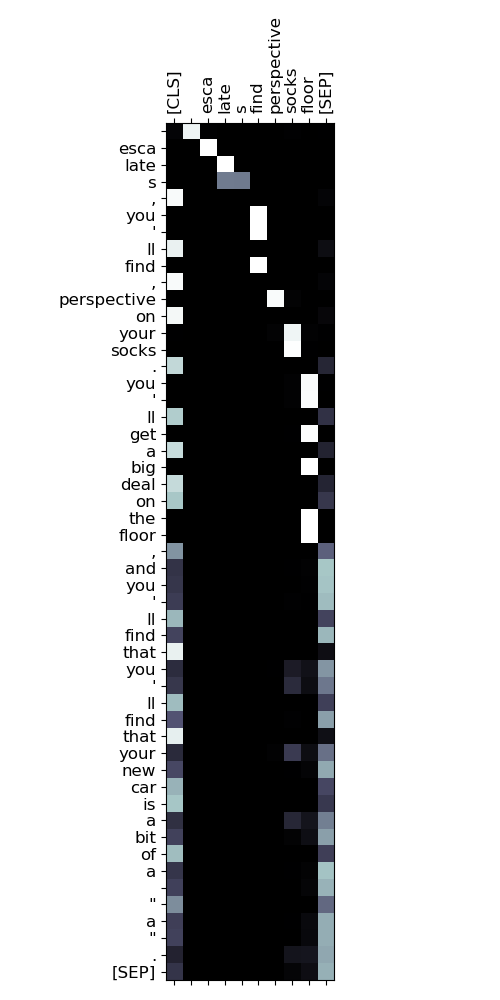 [CLS]
esca
late
s
find
perspective
socks
floor
[SEP]
esca
late
s
,
you
'
ll
find
,
perspective
on
your
socks
.
you
'
ll
get
a
big
deal
on
the
floor
,
and
you
'
ll
find
that
you
'
ll
find
that
your
new
car
is
a
bit
of
a
"
a
"
.
[SEP]